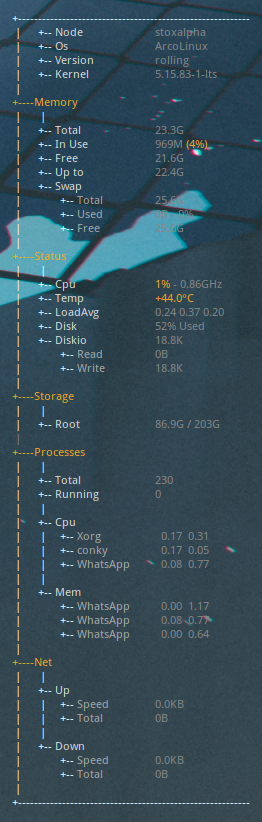 +-- Node stoxalpha
+-- Os ArcoLinux
+-- Version rolling
+-- Kernel 5.15.83-1-lts
+----Memory
+-- Total 23.3G
+-- In Use 969M (4%)
+-- Free 21.6G
+-- Up to 22.4G
+-- Swap
+-- Total
+-- Used
+-- Free
+----Status
+-- Cpu 1% - 0.86GHz
+-- Temp +44.0°C
+-- LoadAvg 0.24 0.37 0.20
+-- Disk 52% Used
+-- Diskio 18.8K
+-- Read 0B
+-- Write 18.8K
+----Storage
+-- Root 86.9G / 203G
+----Processes
+-- Total 230
+-- Running 0
+-- Cpu
+-- Xorg 0.17 0.31
+-- conky 0.17 0.05
+-- WhatsApp 0.08 0.77
+-- Mem
+-- WhatsApp 0.00 1.17
+-- WhatsApp 0.08 0.77
+-- WhatsApp 0.00 0.64
+----Net
+-- Up
+-- Speed 0.0KB
+-- Total 0B
+-- Down
+-- Speed 0.0KB
+-- Total 0B